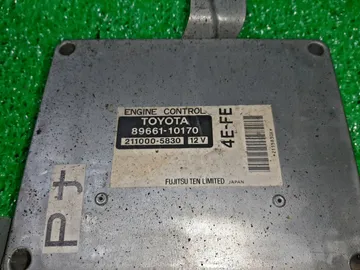 ENGINE CONTROL
TOYOTA
89661-10170
211000-5830 12V
4E-FE
FUJITSU TEN LIMITED JAPAN